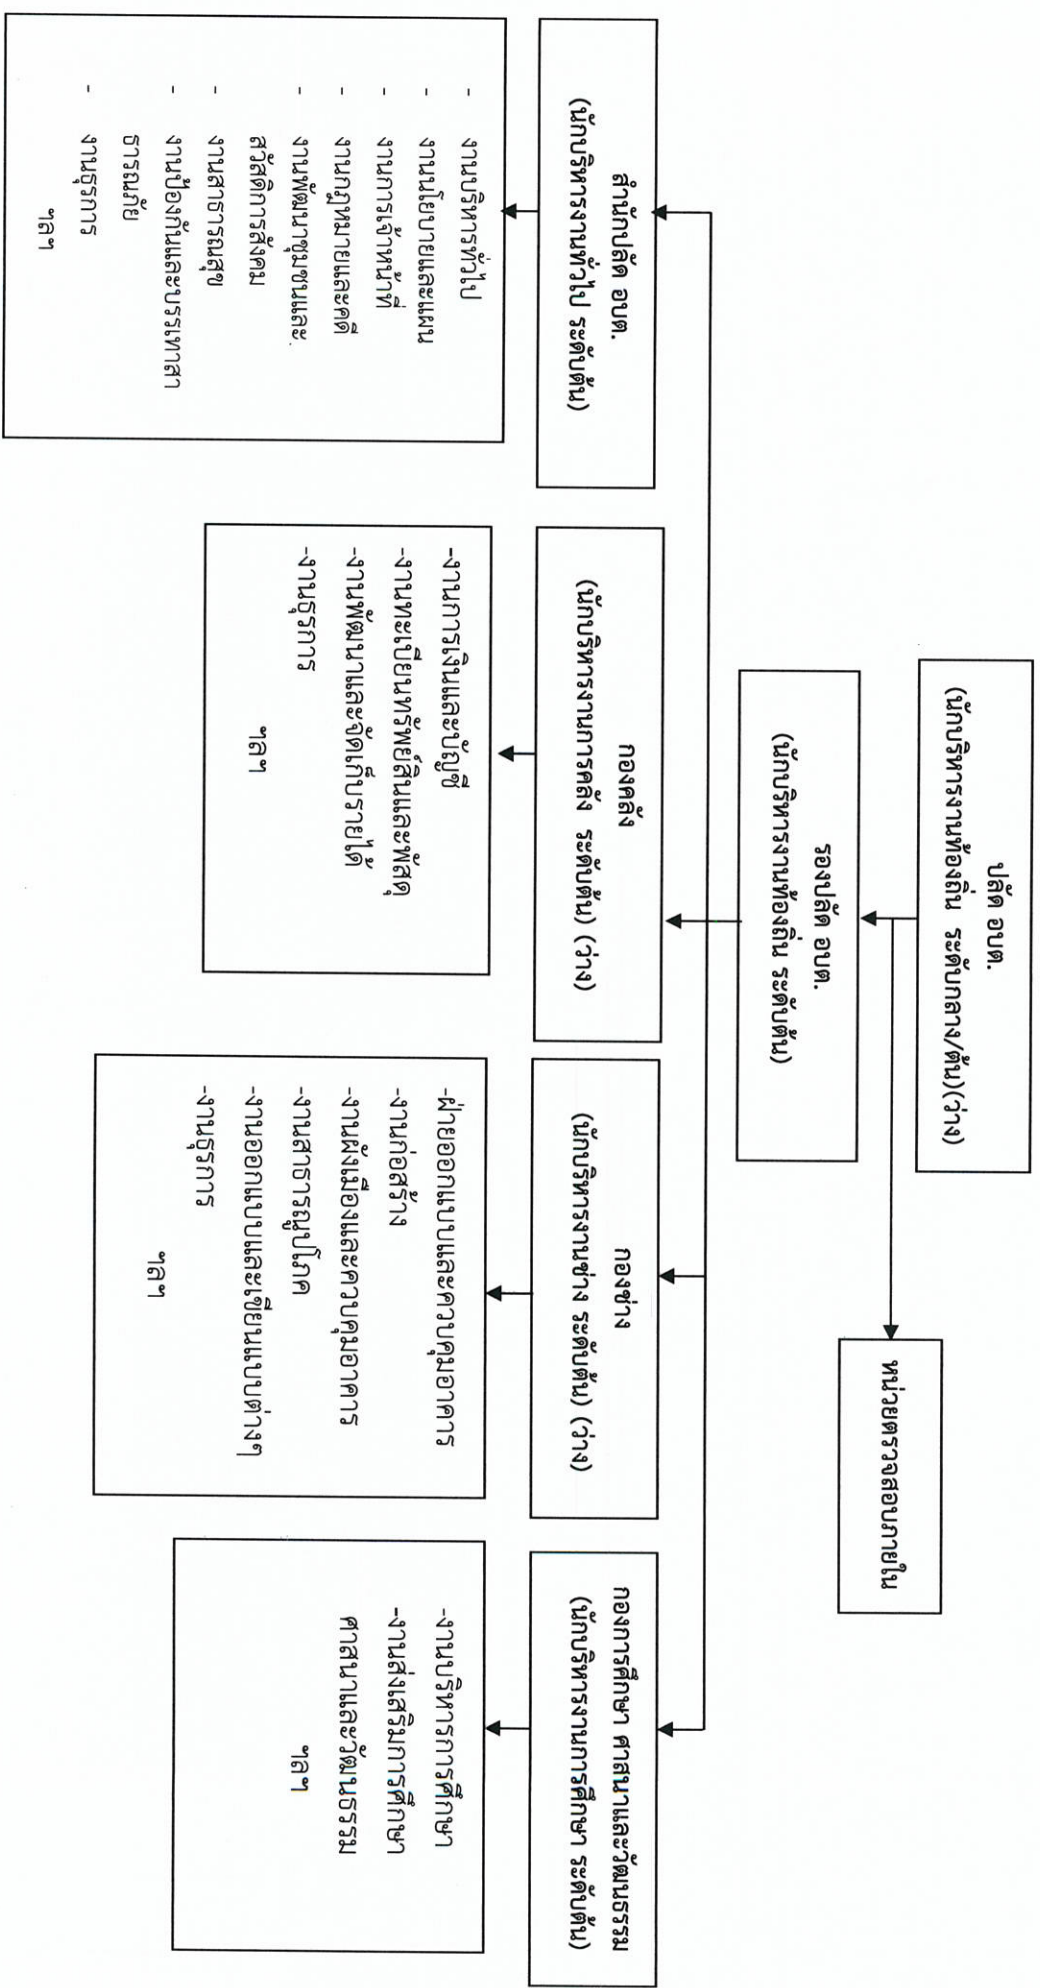 ปลัด อบต.
(นักบริหารงานท้องถิ่น ระดับกลาง/ต้น)(ว่าง)
หน่วยตรวจสอบภายใน
รองปลัด อบต.
(นักบริหารงานท้องถิ่น ระดับต้น)
สำนักปลัด อบต.
(นักบริหารงานทั่วไป ระดับต้น)
- งานบริหารทั่วไป
- งานนโยบายและแผน
- งานการเจ้าหน้าที่
- งานกฎหมายและคดี
- งานพัฒนาชุมชนและ
สวัสดิการสังคม
- งานสาธารณสุข
- งานป้องกันและบรรเทาสา
ธารณภัย
- งานธุรการ
ฯลฯ
กองคลัง
(นักบริหารงานการคลัง ระดับต้น) (ว่าง)
-งานการเงินและบัญชี
-งานทะเบียนทรัพย์สินและพัสดุ
-งานพัฒนาและจัดเก็บรายได้
-งานธุรการ
ฯลฯ
กองช่าง
(นักบริหารงานช่าง ระดับต้น) (ว่าง)
-ฝ่ายออกแบบและควบคุมอาคาร
-งานก่อสร้าง
-งานผังเมืองและควบคุมอาคาร
-งานสาธารณูปโภค
-งานออกแบบและเขียนแบบต่างๆ
-งานธุรการ
ฯลฯ
กองการศึกษา ศาสนาและวัฒนธรรม
(นักบริหารงานการศึกษา ระดับต้น)
-งานบริหารการศึกษา
-งานส่งเสริมการศึกษา
ศาสนาและวัฒนธรรม
ฯลฯ